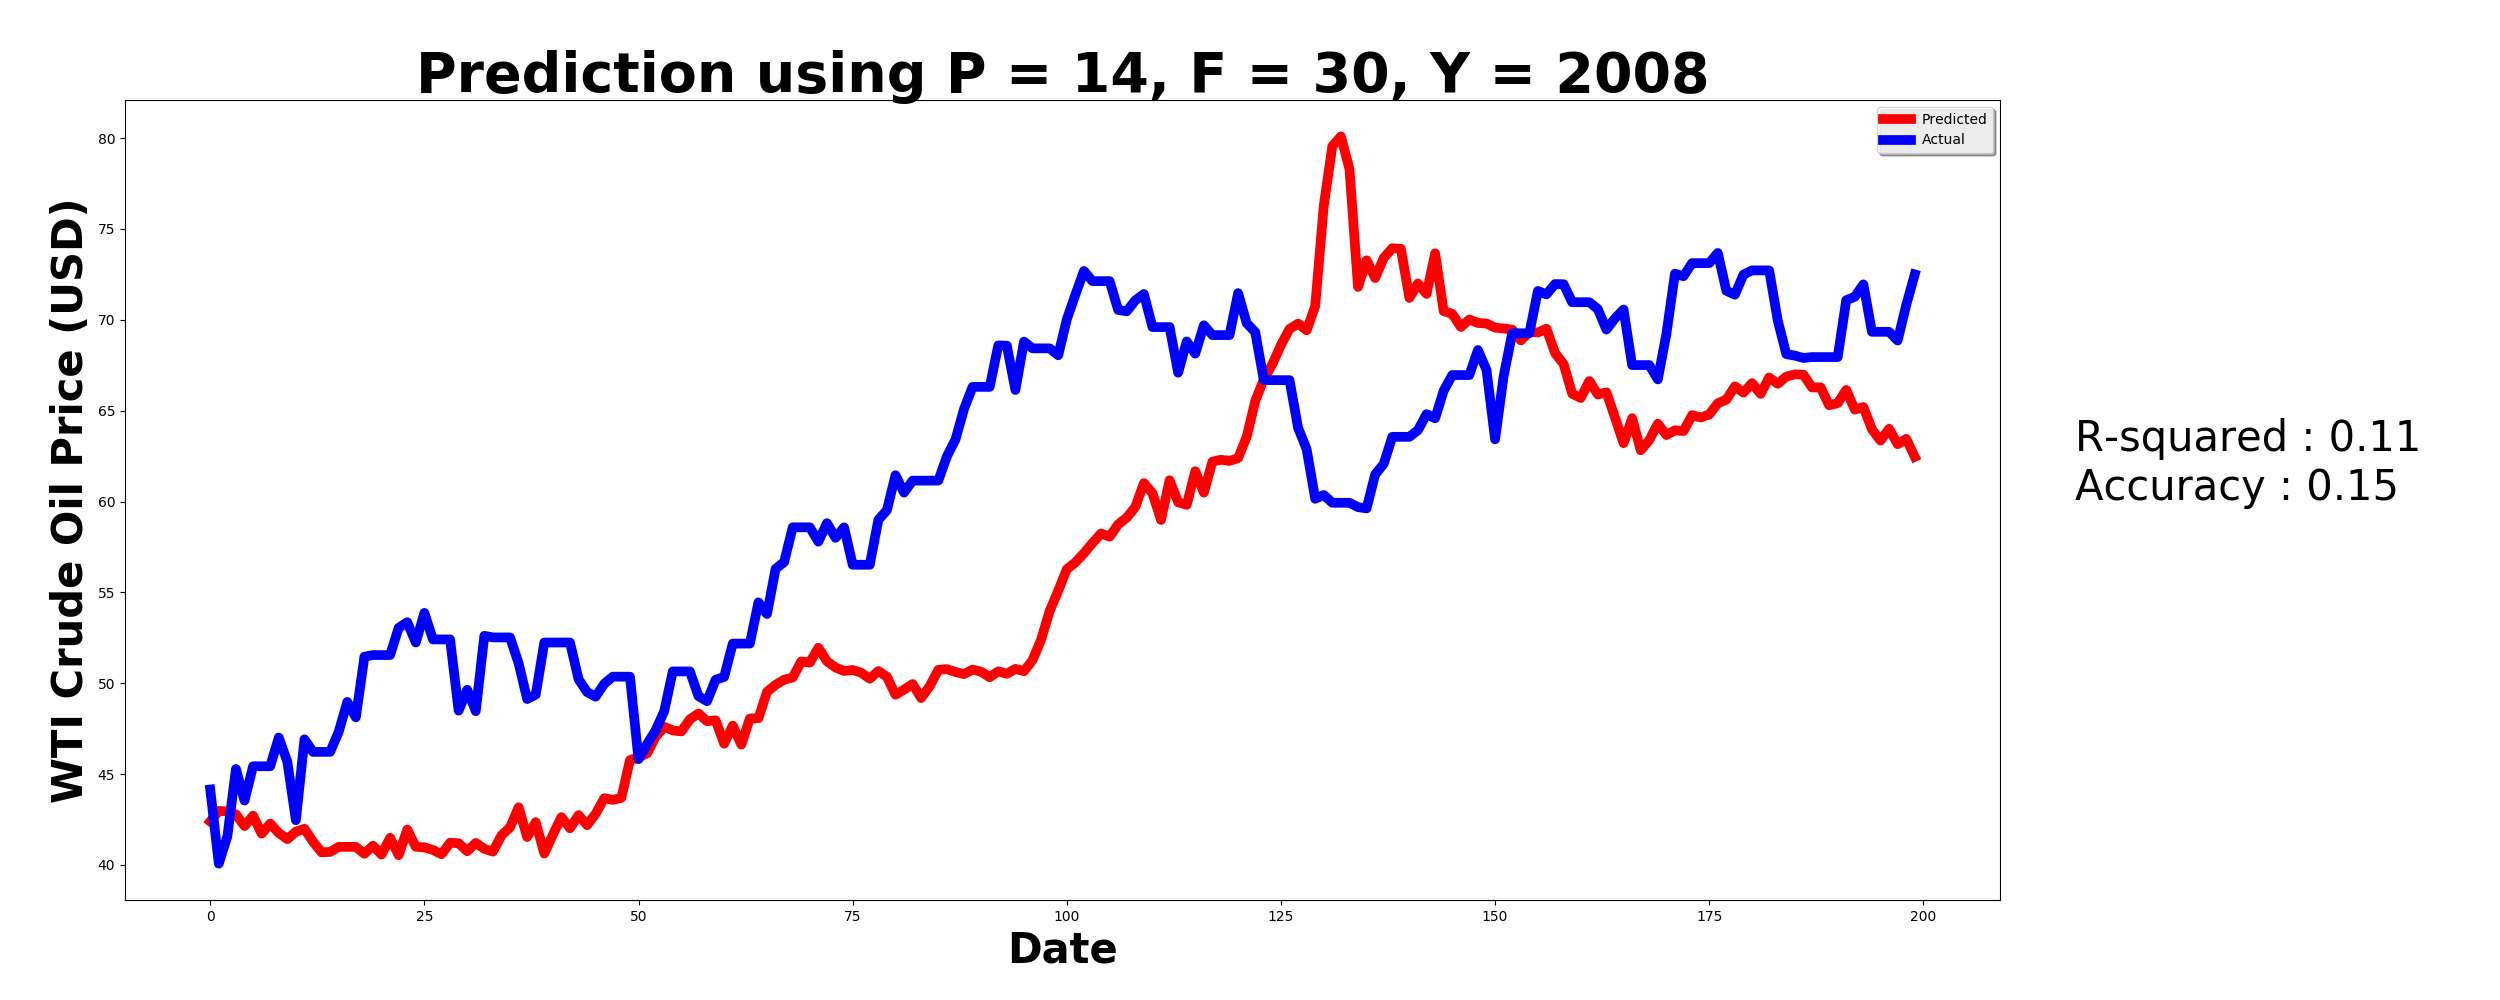 Prediction using P = 14, F = 30, Y = 2008
WTI Crude Oil Price (USD)
80
75
70
65
60
55
50
45
40
Predicted
Actual
R-squared : 0.11
Accuracy : 0.15
0 25 50 75 100 125 150 175 200
Date